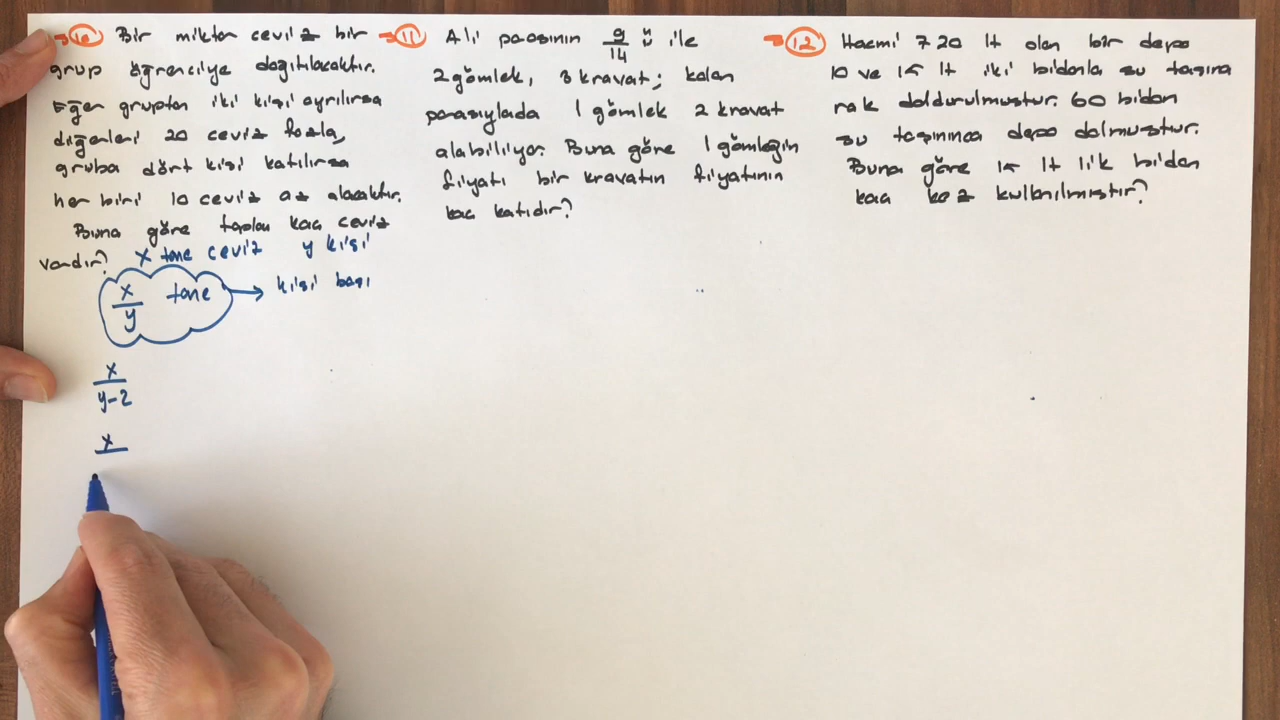 10 Bir miktar ceviz bir
grup öğrenciye dağıtılacaktır.
Eğer gruptan iki kişi ayrılırsa
diğerleri 20 ceviz fazla,
gruba dört kişi katılırsa
her biri 10 ceviz az alacaktır.
Buna göre toplam kaç ceviz
vardır?
x tane ceviz y kişi
x/y tane → kişi başı
x/y-2
x
11 Ali parasının 9/14 ü ile
2 gömlek, 3 kravat; kalan
parasıylada 1 gömlek 2 kravat
alabiliyor. Buna göre 1 gömleğin
fiyatı bir kravatın fiyatının
kaç katıdır?
12 Hacmi 720 lt olan bir depo
10 ve 15 lt iki bidonla su taşına
rak doldurulmuştur. 60 bidon
su taşınınca depo dolmuştur.
Buna göre 15 lt lik bidon
kaç kez kullanılmıştır?